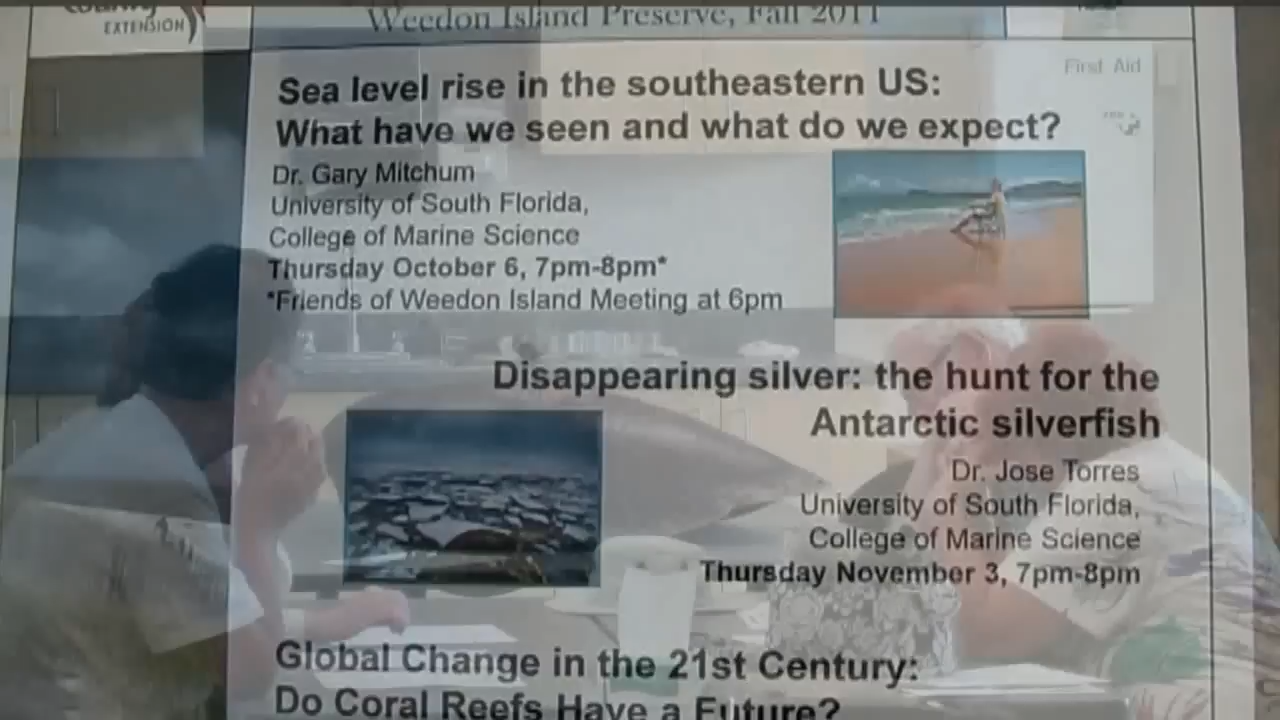 County
EXTENSION
Weedon Island Preserve, Fall 2011
First Aid
Sea level rise in the southeastern US:
What have we seen and what do we expect?
Dr. Gary Mitchum
University of South Florida,
College of Marine Science
Thursday October 6, 7pm-8pm*
*Friends of Weedon Island Meeting at 6pm
Disappearing silver: the hunt for the
Antarctic silverfish
Dr. Jose Torres
University of South Florida,
College of Marine Science
Thursday November 3, 7pm-8pm
Global Change in the 21st Century:
Do Coral Reefs Have a Future?